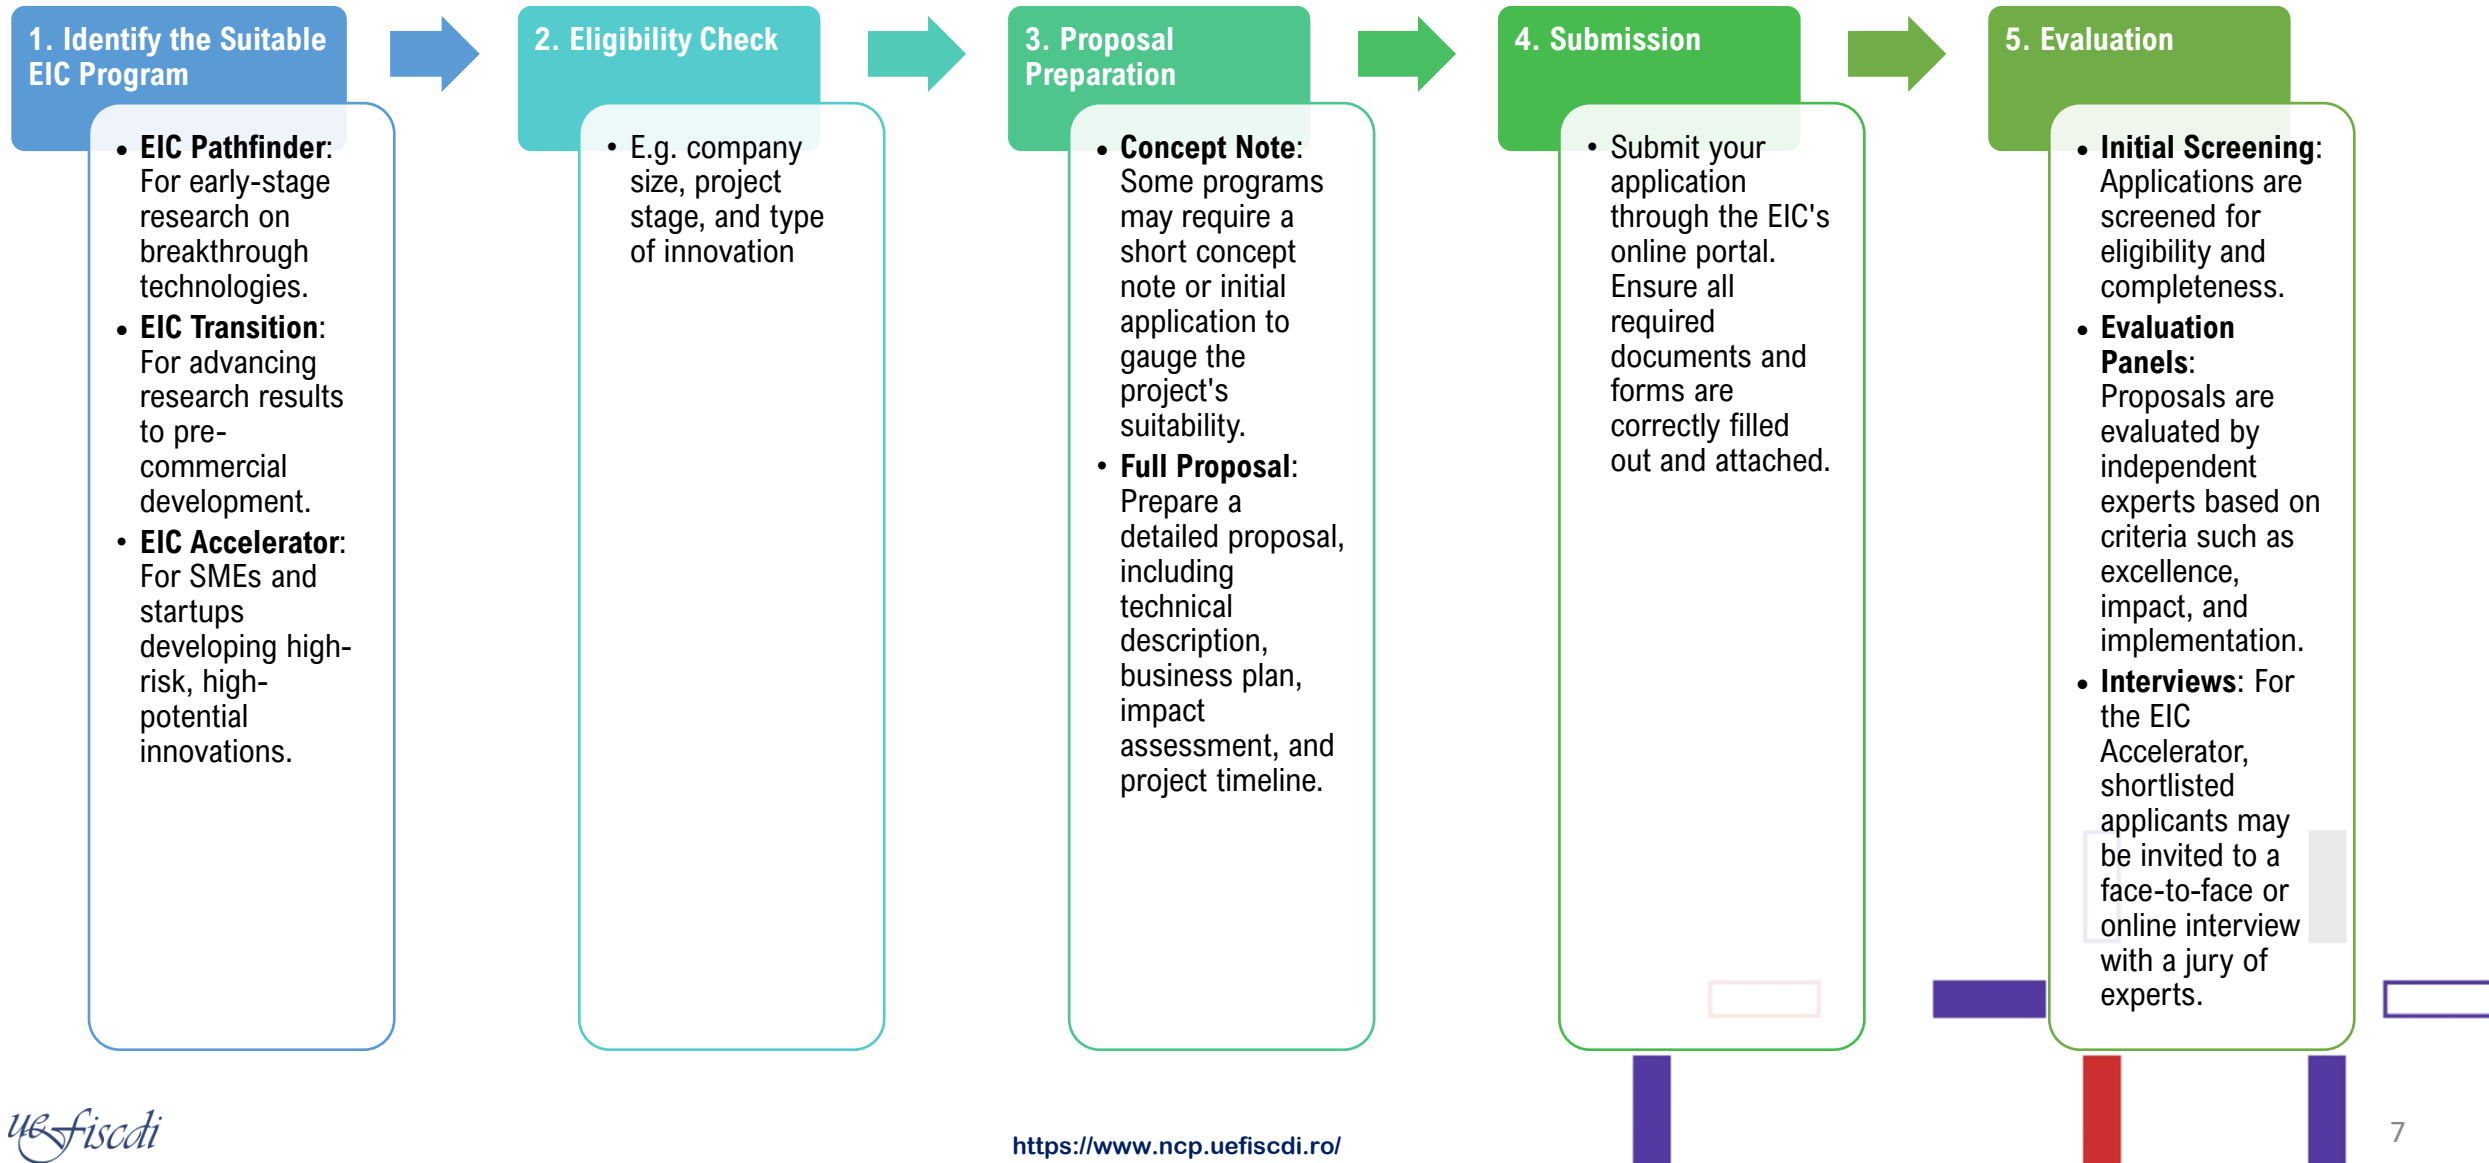 1. Identify the Suitable
EIC Program
• EIC Pathfinder:
For early-stage
research on
breakthrough
technologies.
• EIC Transition:
For advancing
research results
to pre-
commercial
development.
• EIC Accelerator:
For SMEs and
startups
developing high-
risk, high-
potential
innovations.
2. Eligibility Check
• E.g. company
size, project
stage, and type
of innovation
3. Proposal
Preparation
• Concept Note:
Some programs
may require a
short concept
note or initial
application to
gauge the
project's
suitability.
• Full Proposal:
Prepare a
detailed proposal,
including
technical
description,
business plan,
impact
assessment, and
project timeline.
4. Submission
• Submit your
application
through the EIC's
online portal.
Ensure all
required
documents and
forms are
correctly filled
out and attached.
5. Evaluation
• Initial Screening:
Applications are
screened for
eligibility and
completeness.
• Evaluation
Panels:
Proposals are
evaluated by
independent
experts based on
criteria such as
excellence,
impact, and
implementation.
• Interviews: For
the EIC
Accelerator,
shortlisted
applicants may
be invited to a
face-to-face or
online interview
with a jury of
experts.
uefiscdi
https://www.ncp.uefiscdi.ro/
7